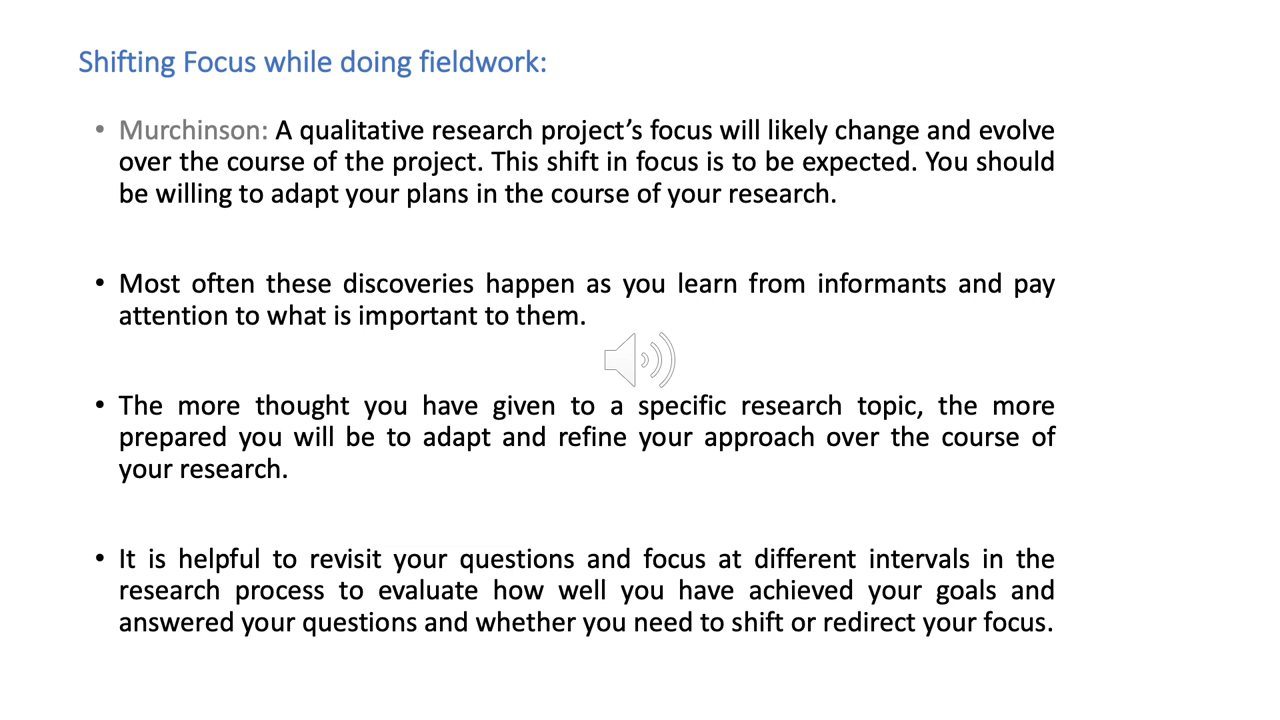 Shifting Focus while doing fieldwork:
• Murchinson: A qualitative research project’s focus will likely change and evolve
over the course of the project. This shift in focus is to be expected. You should
be willing to adapt your plans in the course of your research.
• Most often these discoveries happen as you learn from informants and pay
attention to what is important to them.
• The more thought you have given to a specific research topic, the more
prepared you will be to adapt and refine your approach over the course of
your research.
• It is helpful to revisit your questions and focus at different intervals in the
research process to evaluate how well you have achieved your goals and
answered your questions and whether you need to shift or redirect your focus.